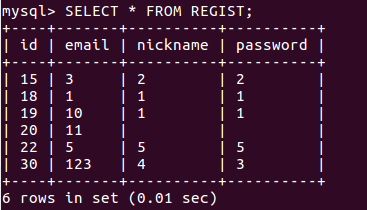 mysql> SELECT * FROM REGIST;
+----+-------+----------+----------+
| id | email | nickname | password |
+----+-------+----------+----------+
| 15 | 3     | 2        | 2        |
| 18 | 1     | 1        | 1        |
| 19 | 10    | 1        | 1        |
| 20 | 11    |          |          |
| 22 | 5     | 5        | 5        |
| 30 | 123   | 4        | 3        |
+----+-------+----------+----------+
6 rows in set (0.01 sec)